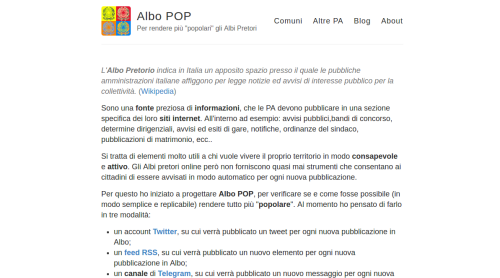 Albo POP
Per rendere più "popolari" gli Albi Pretori
Comuni Altre PA Blog About
L'Albo Pretorio indica in Italia un apposito spazio presso il quale le pubbliche
amministrazioni italiane affiggono per legge notizie ed avvisi di interesse pubblico per la
collettività. (Wikipedia)
Sono una fonte preziosa di informazioni, che le PA devono pubblicare in una sezione
specifica dei loro siti internet. All'interno ad esempio: avvisi pubblici,bandi di concorso,
determine dirigenziali, avvisi ed esiti di gare, notifiche, ordinanze del sindaco,
pubblicazioni di matrimonio, ecc..
Si tratta di elementi molto utili a chi vuole vivere il proprio territorio in modo consapevole
e attivo. Gli Albi pretori online però non forniscono quasi mai strumenti che consentano ai
cittadini di essere avvisati in modo automatico per ogni nuova pubblicazione.
Per questo ho iniziato a progettare Albo POP, per verificare se e come fosse possibile (in
modo semplice e replicabile) rendere tutto più "popolare". Al momento ho pensato di farlo
in tre modalità:
un account Twitter, su cui verrà pubblicato un tweet per ogni nuova pubblicazione in
Albo;
un feed RSS, su cui verrà pubblicato un nuovo elemento per ogni nuova
pubblicazione in Albo;
un canale di Telegram, su cui verrà pubblicato un nuovo messaggio per ogni nuova